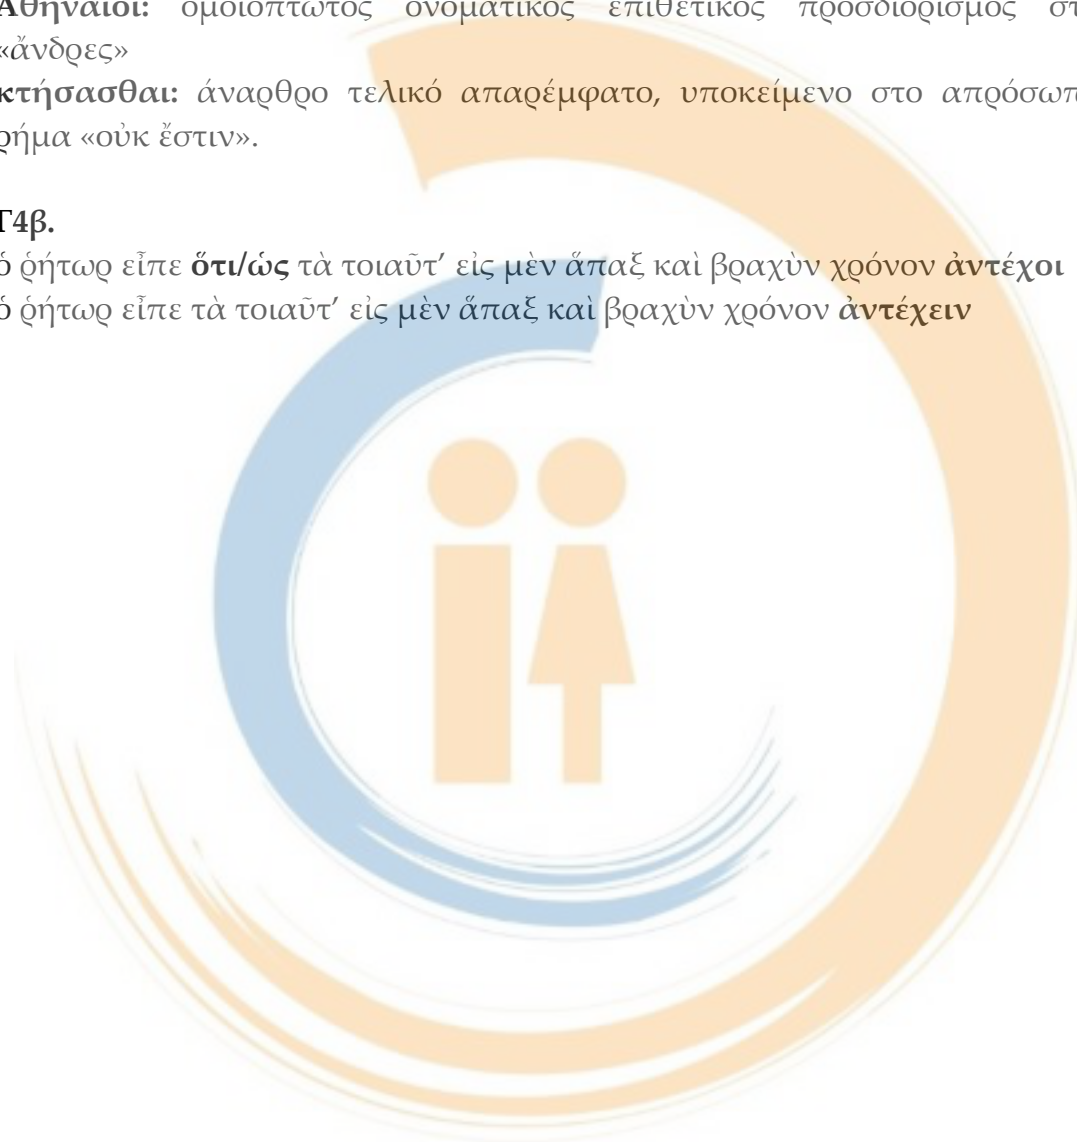 Ἀθηναῖοι: ομοιόπτωτος ονοματικός επιθετικός προσδιορισμός στ
«ἄνδρες»
κτήσασθαι: άναρθρο τελικό απαρέμφατο, υποκείμενο στο απρόσωπ
ρήμα «οὐκ ἔστιν».
Γ4β.
ὁ ῥήτωρ εἶπε ὅτι/ὡς τὰ τοιαῦτ’ εἰς μὲν ἅπαξ καὶ βραχὺν χρόνον ἀντέχοι
ὁ ῥήτωρ εἶπε τὰ τοιαῦτ’ εἰς μὲν ἅπαξ καὶ βραχὺν χρόνον ἀντέχειν